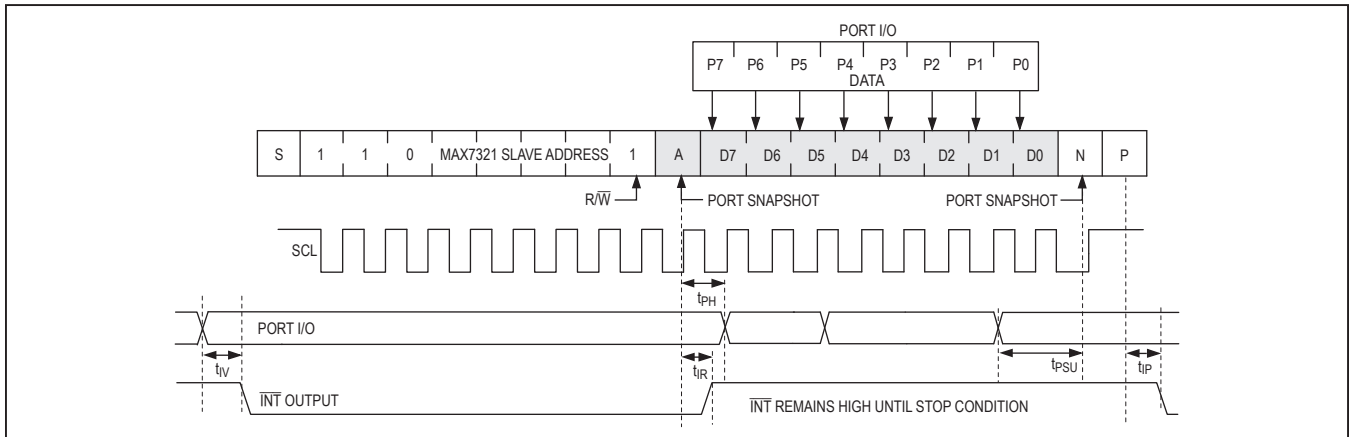 PORT I/O
P7 P6 P5 P4 P3 P2 P1 P0
DATA
S 1 1 0 MAX7321 SLAVE ADDRESS 1 A D7 D6 D5 D4 D3 D2 D1 D0 N P
R/W̅ PORT SNAPSHOT PORT SNAPSHOT
SCL
tPH
PORT I/O
tIV tIR tPSU tIP
I̅N̅T̅ OUTPUT I̅N̅T̅ REMAINS HIGH UNTIL STOP CONDITION